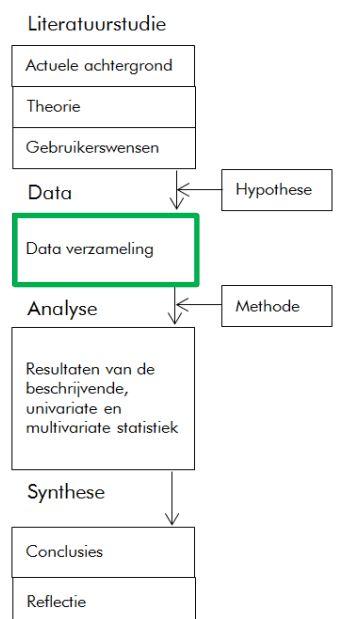 Literatuurstudie
Actuele achtergrond
Theorie
Gebruikerswensen
Hypothese
Data
Data verzameling
Methode
Analyse
Resultaten van de
beschrijvende,
univariate en
multivariate statistiek
Synthese
Conclusies
Reflectie